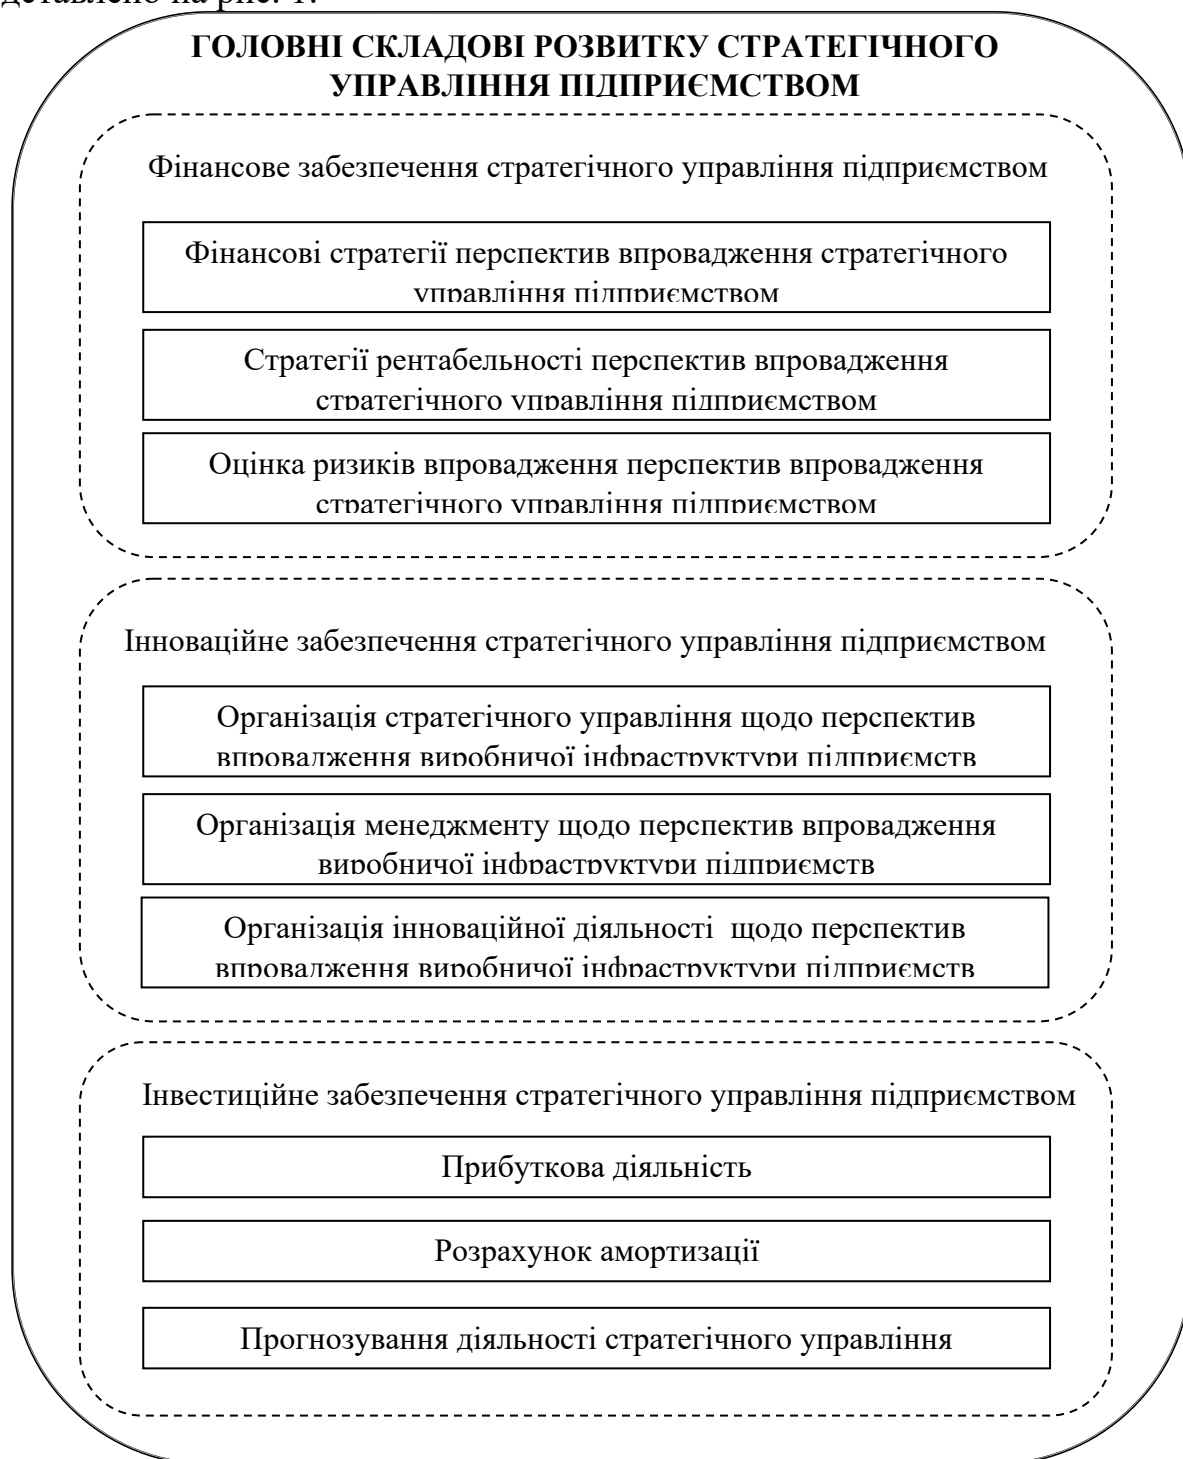 дставлено на рис. 1.
ГОЛОВНІ СКЛАДОВІ РОЗВИТКУ СТРАТЕГІЧНОГО
УПРАВЛІННЯ ПІДПРИЄМСТВОМ
Фінансове забезпечення стратегічного управління підприємством
Фінансові стратегії перспектив впровадження стратегічного
управління підприємством
Стратегії рентабельності перспектив впровадження
стратегічного управління підприємством
Оцінка ризиків впровадження перспектив впровадження
стратегічного управління підприємством
Інноваційне забезпечення стратегічного управління підприємством
Організація стратегічного управління щодо перспектив
впровадження виробничої інфраструктури підприємств
Організація менеджменту щодо перспектив впровадження
виробничої інфраструктури підприємств
Організація інноваційної діяльності  щодо перспектив
впровадження виробничої інфраструктури підприємств
Інвестиційне забезпечення стратегічного управління підприємством
Прибуткова діяльність
Розрахунок амортизації
Прогнозування діяльності стратегічного управління